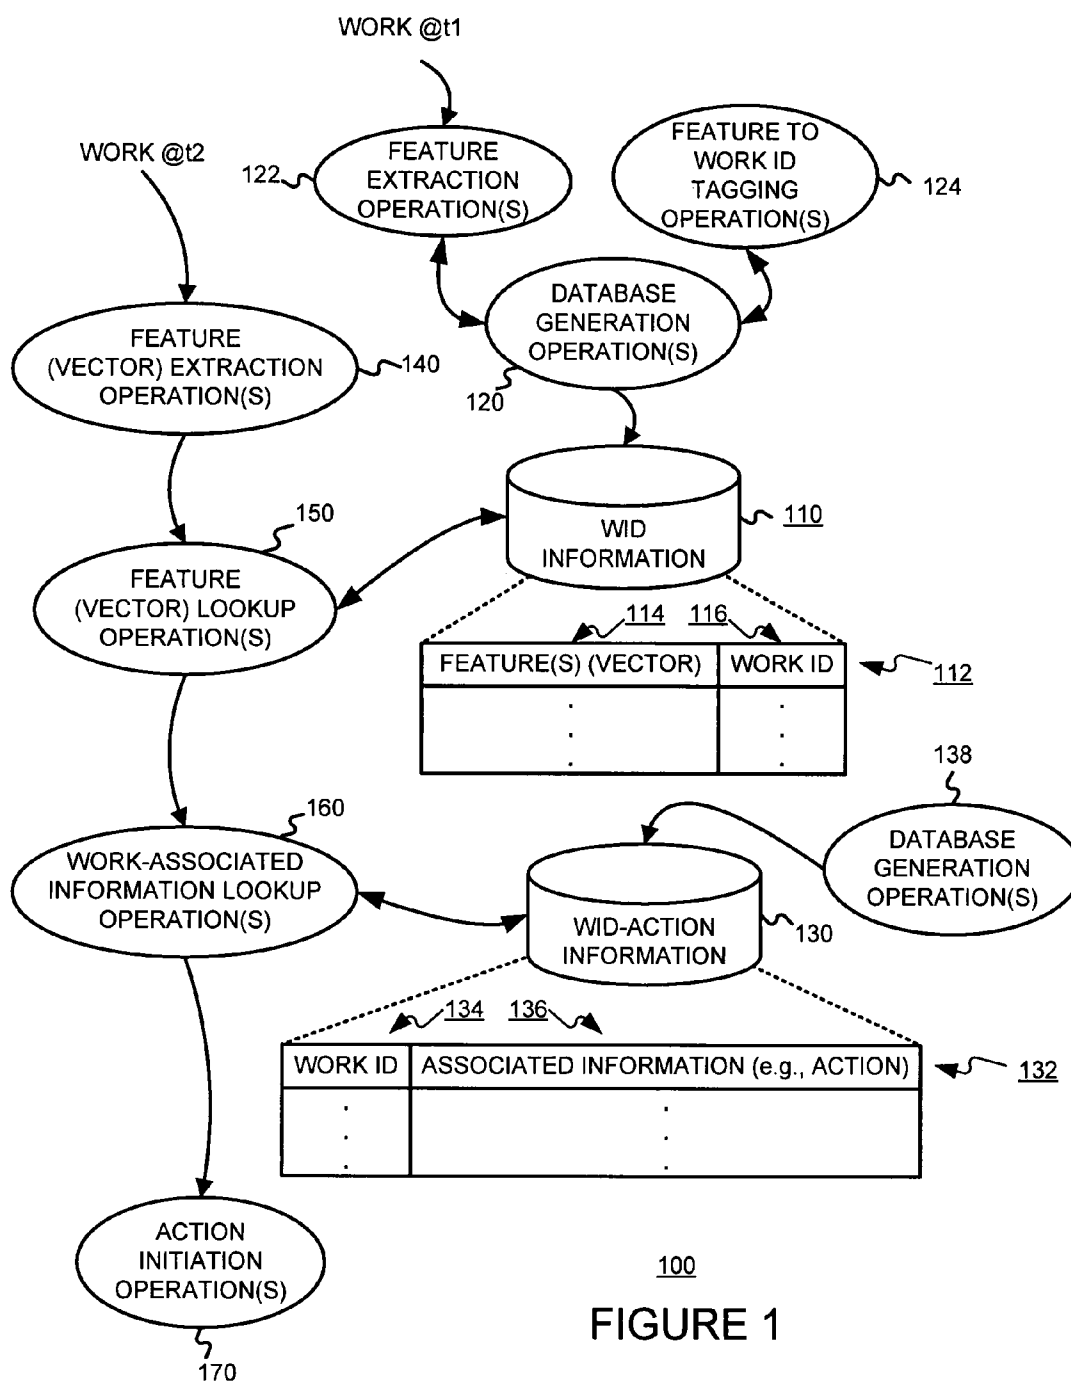 WORK @t1
WORK @t2
122
FEATURE
EXTRACTION
OPERATION(S)
FEATURE TO
WORK ID
TAGGING
OPERATION(S)
124
DATABASE
GENERATION
OPERATION(S)
120
FEATURE
(VECTOR) EXTRACTION
OPERATION(S)
140
150
WID
INFORMATION
110
FEATURE
(VECTOR) LOOKUP
OPERATION(S)
114
116
FEATURE(S) (VECTOR)
WORK ID
112
138
DATABASE
GENERATION
OPERATION(S)
160
WORK-ASSOCIATED
INFORMATION LOOKUP
OPERATION(S)
WID-ACTION
INFORMATION
130
134
136
WORK ID
ASSOCIATED INFORMATION (e.g., ACTION)
132
ACTION
INITIATION
OPERATION(S)
170
100
FIGURE 1